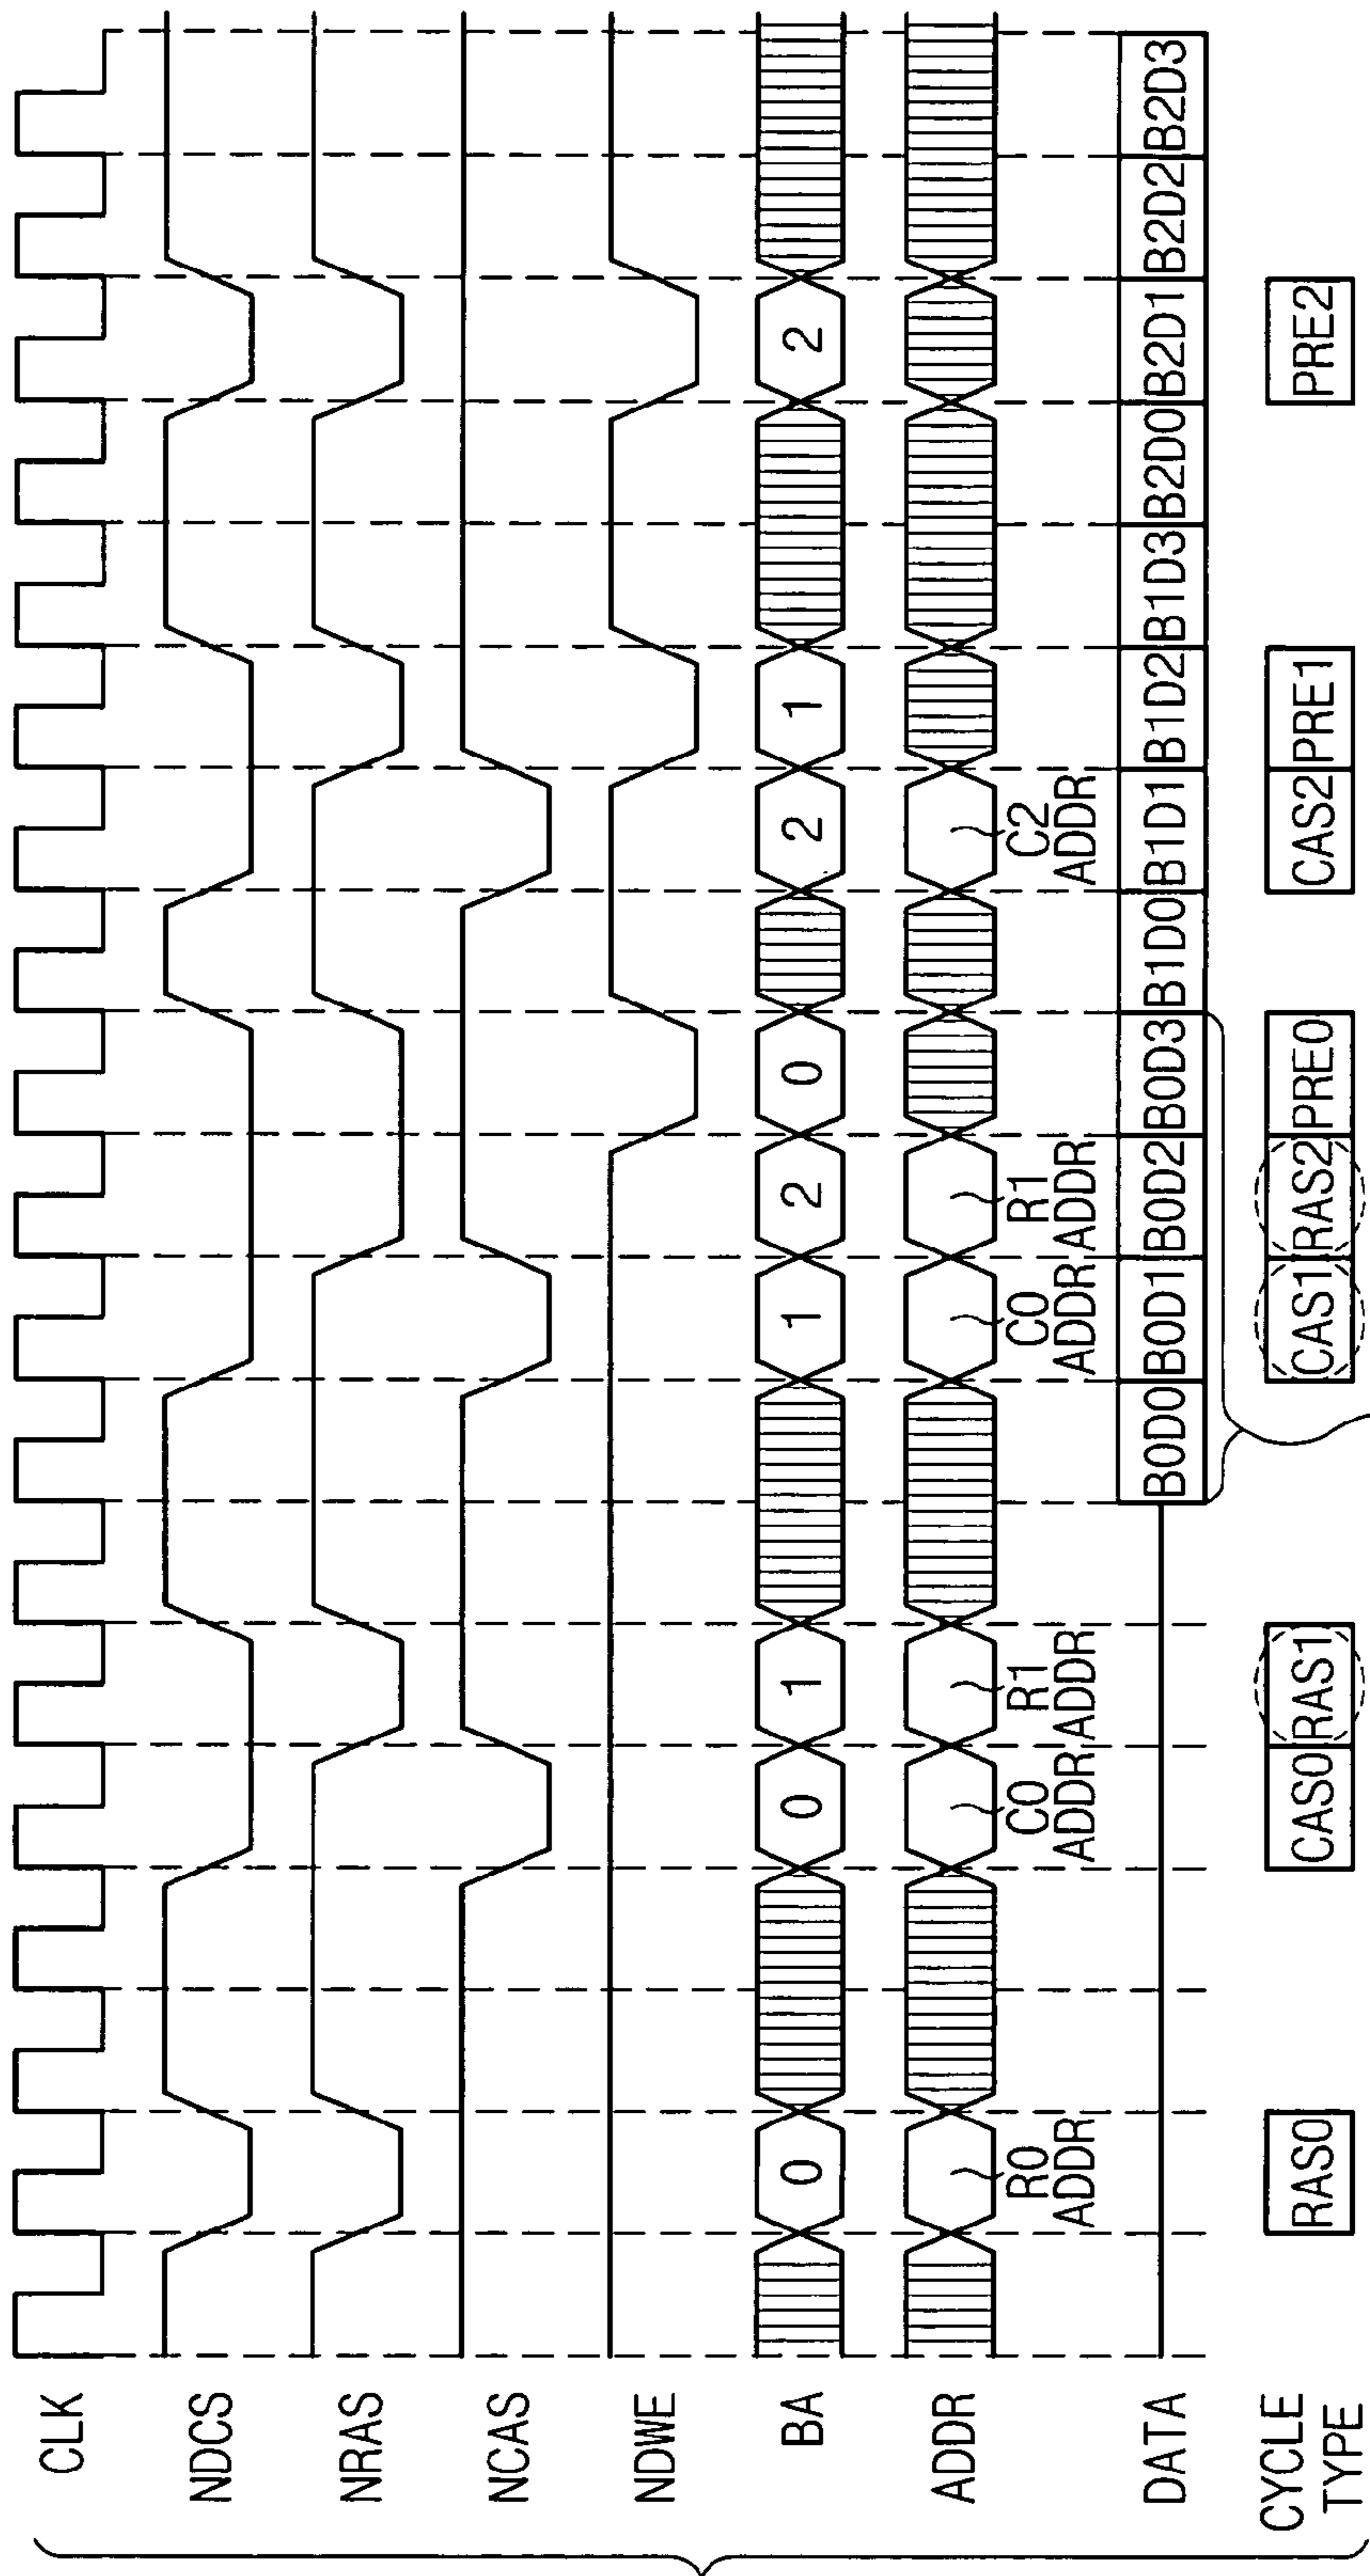 CLK
NDCS
NRAS
NCAS
NDWE
BA
0
0
1
1
2
0
2
1
2
ADDR
R0
ADDR
C0
ADDR
R1
ADDR
C0
ADDR
R1
ADDR
C2
ADDR
DATA
B0D0
B0D1
B0D2
B0D3
B1D0
B1D1
B1D2
B1D3
B2D0
B2D1
B2D2
B2D3
CYCLE
TYPE
RAS0
CAS0
RAS1
CAS1
RAS2
PRE0
CAS2
PRE1
PRE2